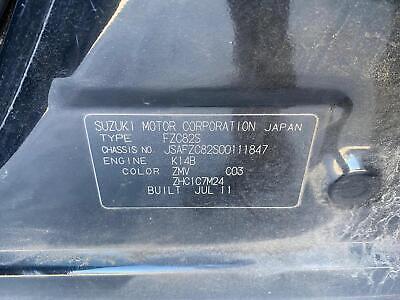 SUZUKI MOTOR CORPORATION JAPAN
TYPE FZC82S
CHASSIS NO. JSAFZC82S00111847
ENGINE K14B
COLOR ZMV C03
ZHC1C7M24
BUILT JUL 11